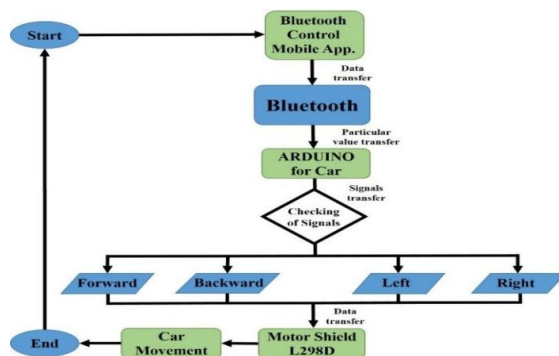 Start
Bluetooth
Control
Mobile App.
Data
transfer
Bluetooth
Particular
value transfer
ARDUINO
for Car
Signals
transfer
Checking
of Signals
Forward
Backward
Left
Right
Data
transfer
End
Car
Movement
Motor Shield
L298D